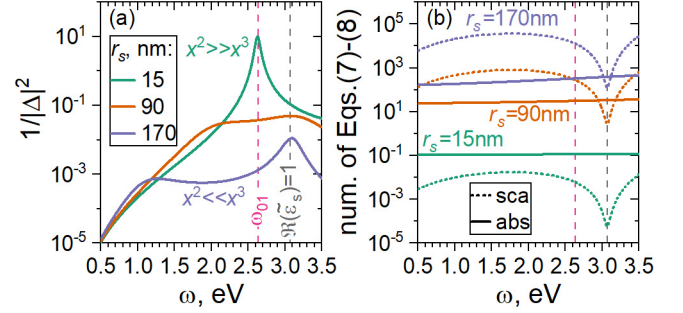 (a)
r_s, nm:
15
90
170
x²>>x³
x²<<x³
ω₀₁
ℜ(ε̃_s)=1
1/|Δ|²
10¹
10⁻¹
10⁻³
10⁻⁵
0.5 1.0 1.5 2.0 2.5 3.0 3.5
ω, eV
(b)
r_s=170nm
r_s=90nm
r_s=15nm
sca
abs
num. of Eqs.(7)-(8)
10⁵
10³
10¹
10⁻¹
10⁻³
10⁻⁵
0.5 1.0 1.5 2.0 2.5 3.0 3.5
ω, eV